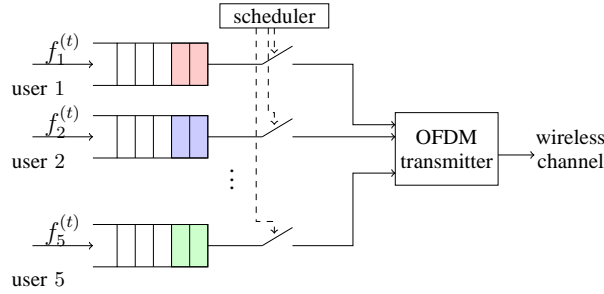 scheduler
f_1^{(t)}
user 1
f_2^{(t)}
user 2
⋮
f_5^{(t)}
user 5
OFDM
transmitter
wireless
channel